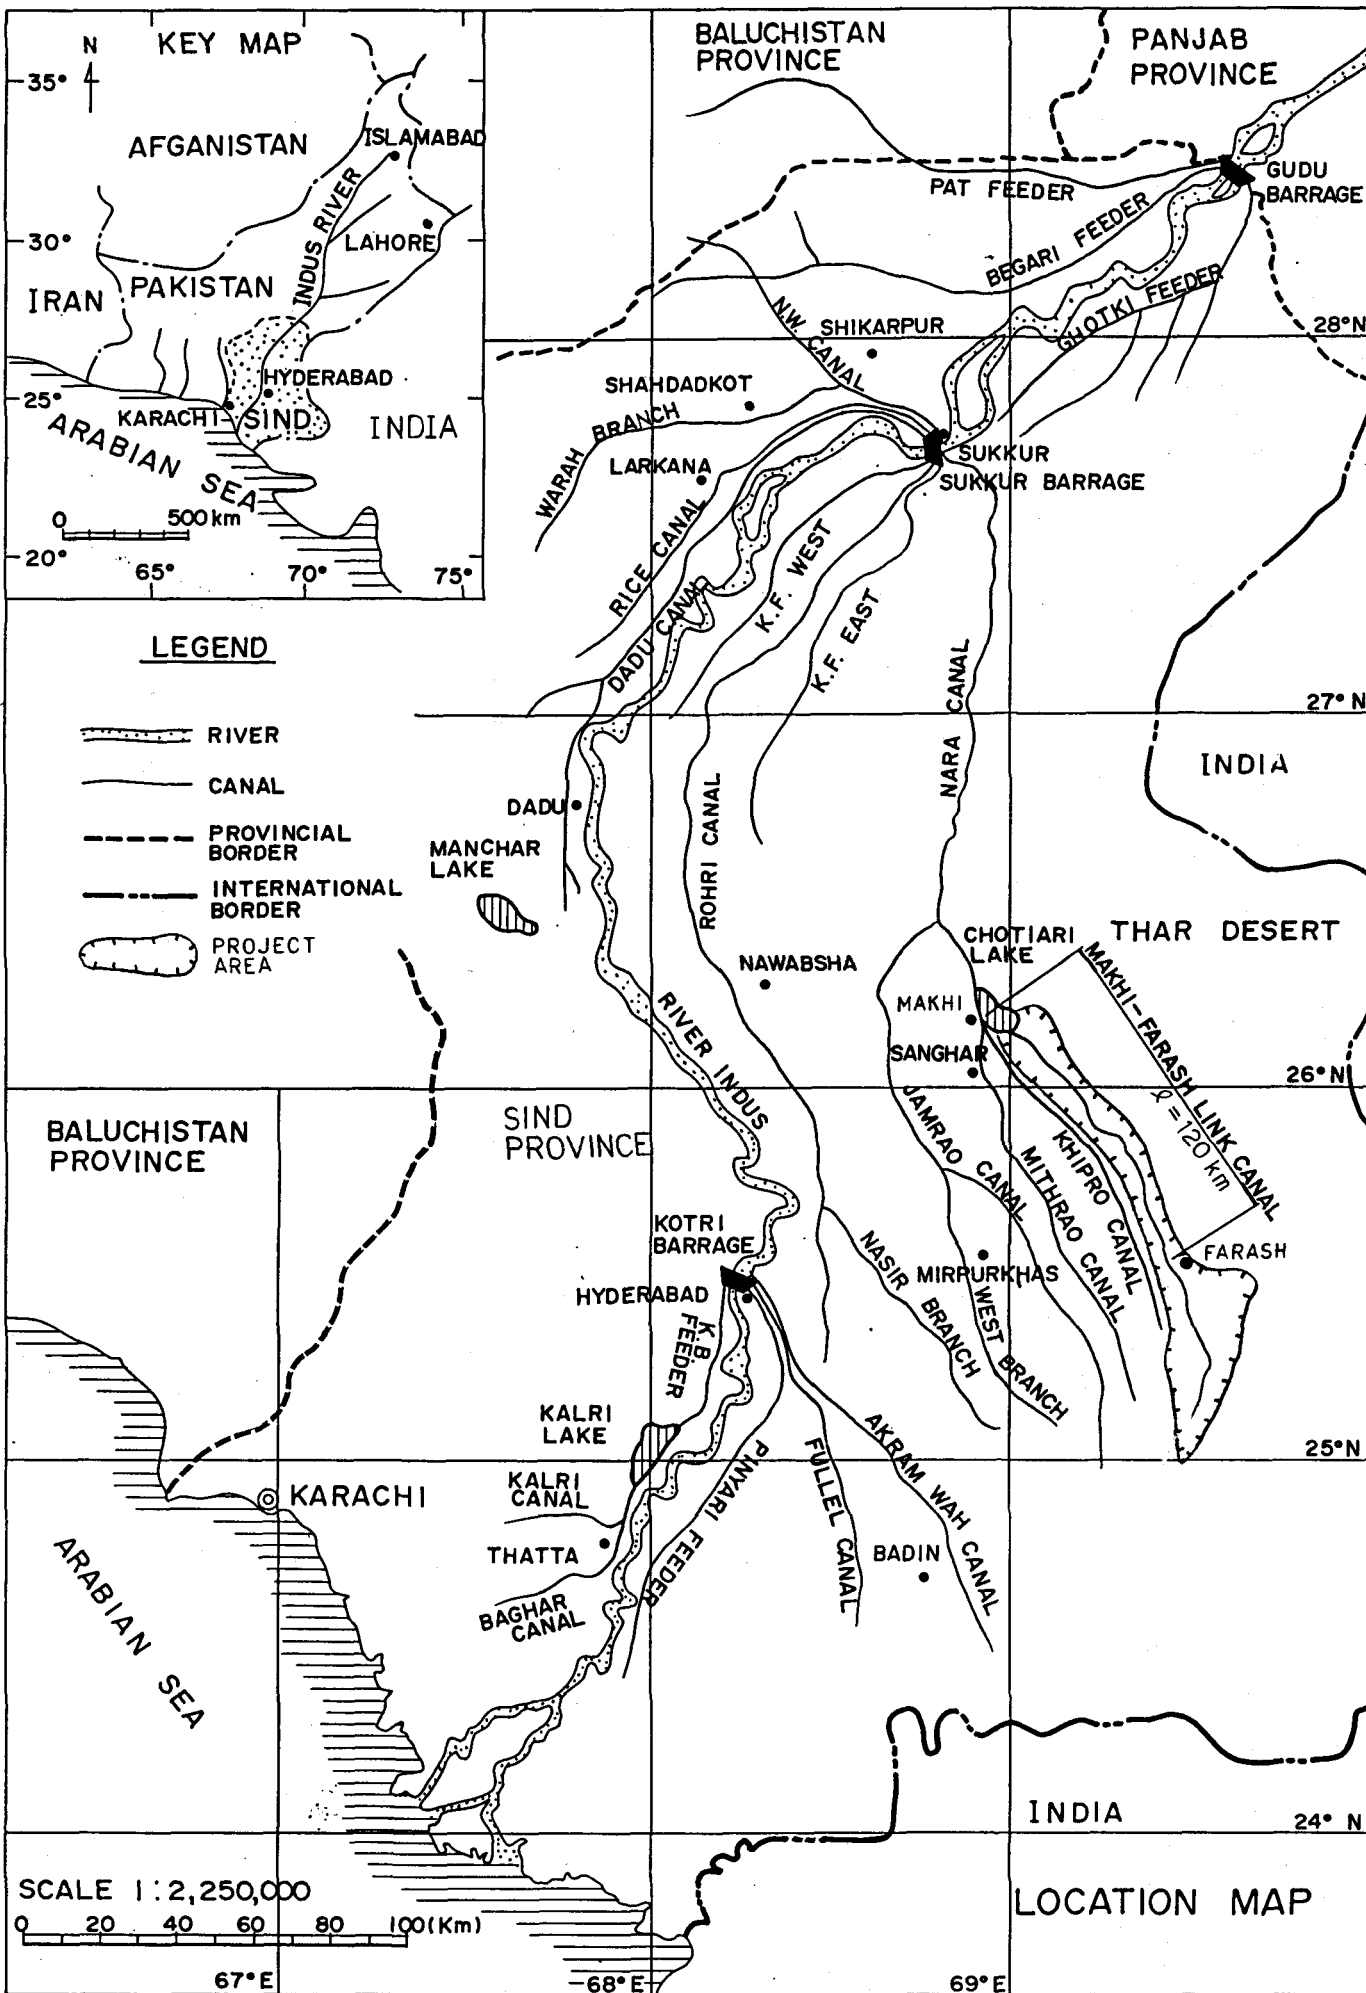 KEY MAP
N
35°
30°
25°
20°
65°
70°
75°
AFGANISTAN
ISLAMABAD
INDUS RIVER
LAHORE
IRAN
PAKISTAN
HYDERABAD
KARACHI
SIND
INDIA
ARABIAN SEA
0 500 km
LEGEND
RIVER
CANAL
PROVINCIAL
BORDER
INTERNATIONAL
BORDER
PROJECT
AREA
BALUCHISTAN
PROVINCE
PANJAB
PROVINCE
GUDU
BARRAGE
PAT FEEDER
BEGARI FEEDER
GHOTKI FEEDER
28°N
N.W. CANAL
SHIKARPUR
SHAHDADKOT
WARAH BRANCH
LARKANA
SUKKUR
SUKKUR BARRAGE
RICE CANAL
DADU CANAL
K.F. WEST
K.F. EAST
NARA CANAL
27°N
INDIA
DADU
MANCHAR
LAKE
ROHRI CANAL
NAWABSHA
CHOTIARI
LAKE
THAR DESERT
MAKHI
SANGHAR
MAKHI-FARASH LINK CANAL
ℓ=120 km
RIVER INDUS
26°N
BALUCHISTAN
PROVINCE
SIND
PROVINCE
JAMRAO CANAL
MITHRAO CANAL
KHIPRO CANAL
FARASH
KOTRI
BARRAGE
HYDERABAD
NASIR BRANCH
MIRPURKHAS
WEST BRANCH
K.B.
FEEDER
KALRI
LAKE
KALRI
CANAL
PINYARI FEEDER
FULLEL CANAL
AKRAM WAH CANAL
25°N
KARACHI
THATTA
BADIN
BAGHAR
CANAL
ARABIAN SEA
INDIA
24° N
SCALE 1:2,250,000
0 20 40 60 80 100(Km)
LOCATION MAP
67°E
68°E
69°E